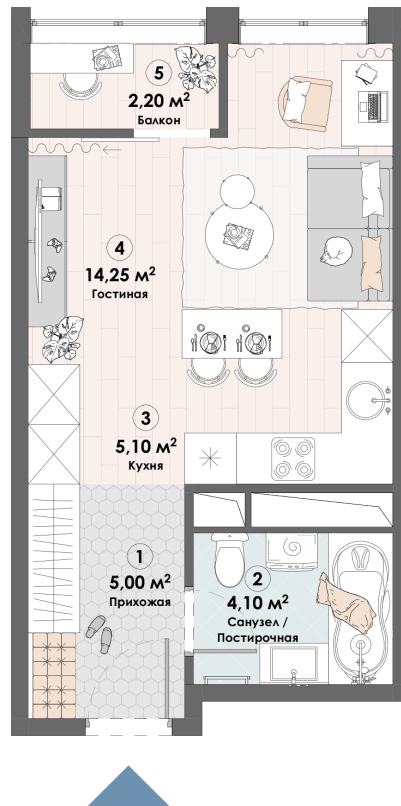 5
2,20 м²
Балкон
4
14,25 м²
Гостиная
3
5,10 м²
Кухня
1
5,00 м²
Прихожая
2
4,10 м²
Санузел /
Постирочная